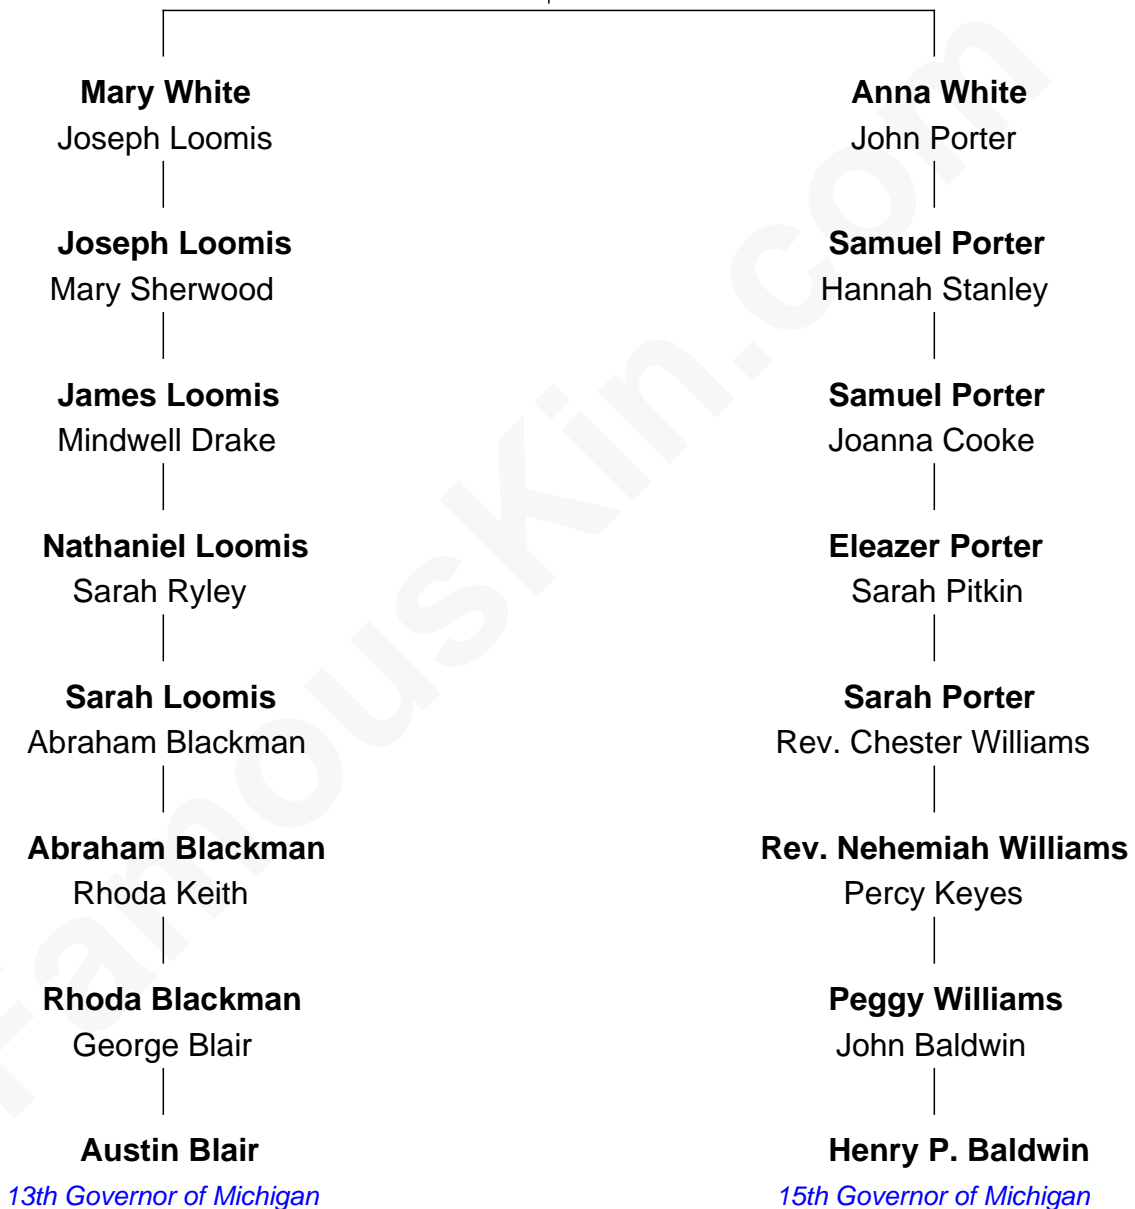 Mary White
Joseph Loomis
Joseph Loomis
Mary Sherwood
James Loomis
Mindwell Drake
Nathaniel Loomis
Sarah Ryley
Sarah Loomis
Abraham Blackman
Abraham Blackman
Rhoda Keith
Rhoda Blackman
George Blair
Austin Blair
13th Governor of Michigan
Anna White
John Porter
Samuel Porter
Hannah Stanley
Samuel Porter
Joanna Cooke
Eleazer Porter
Sarah Pitkin
Sarah Porter
Rev. Chester Williams
Rev. Nehemiah Williams
Percy Keyes
Peggy Williams
John Baldwin
Henry P. Baldwin
15th Governor of Michigan
FamousKin.com